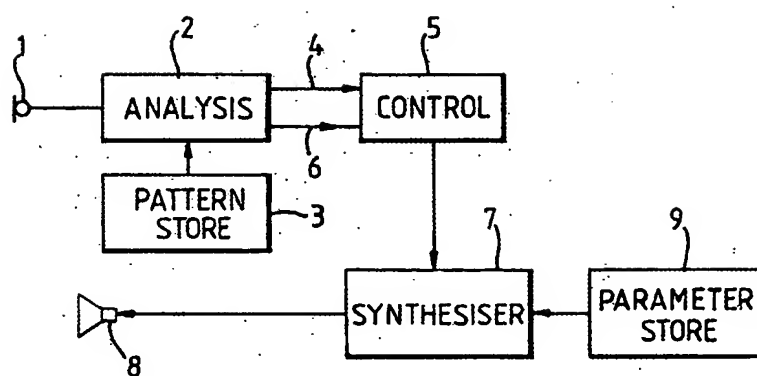 1
2
ANALYSIS
4
6
5
CONTROL
PATTERN
STORE
3
7
SYNTHESISER
9
PARAMETER
STORE
8